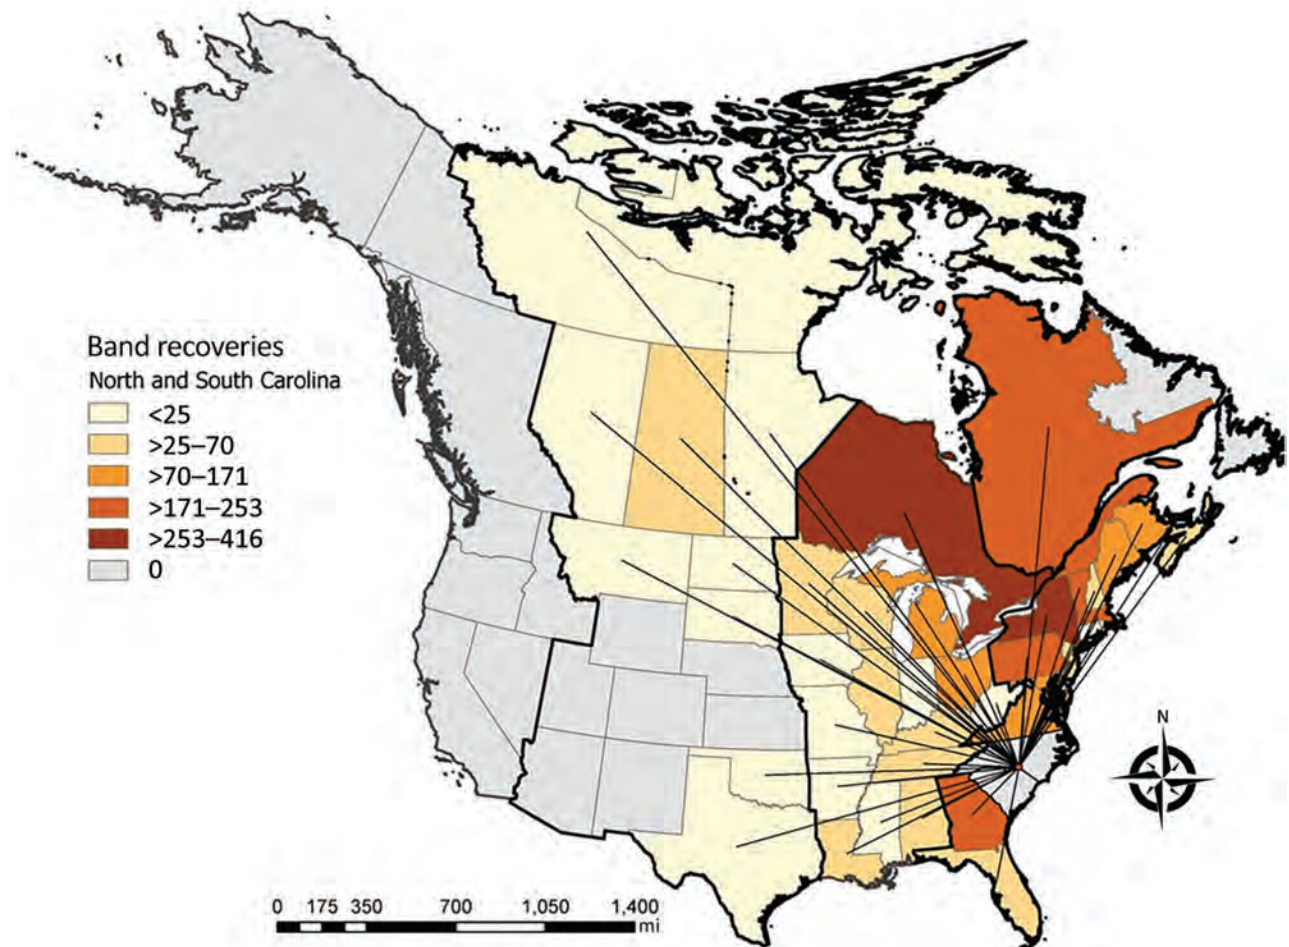 Band recoveries
North and South Carolina
<25
>25–70
>70–171
>171–253
>253–416
0
N
0 175 350 700 1,050 1,400
mi